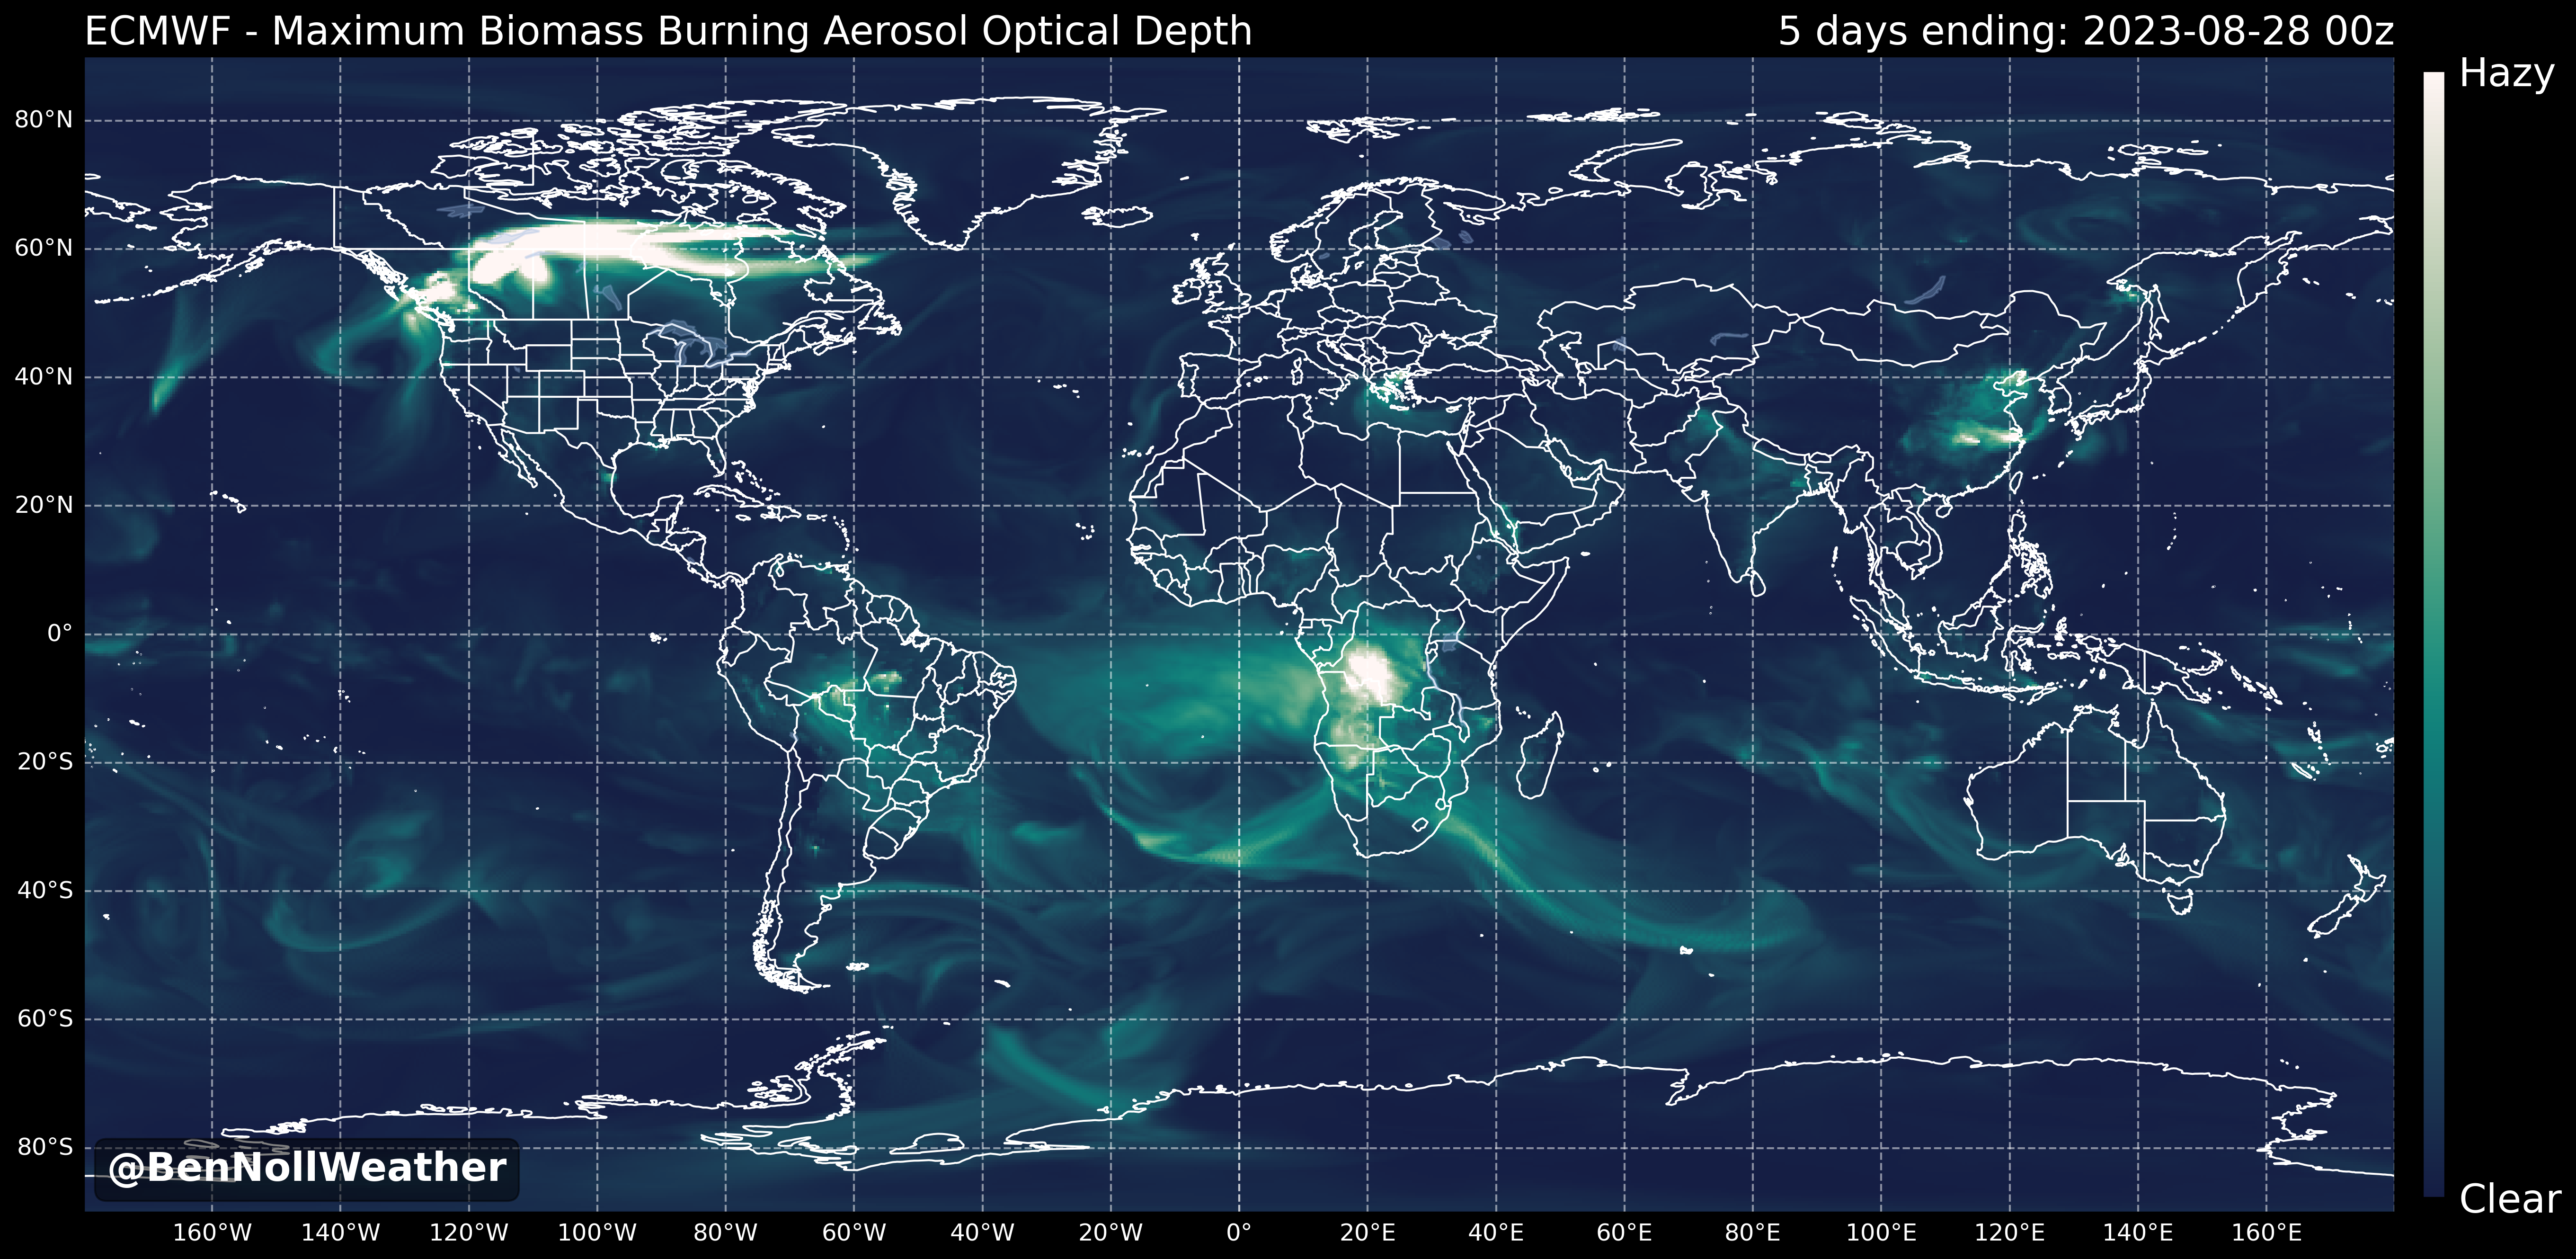 ECMWF - Maximum Biomass Burning Aerosol Optical Depth
5 days ending: 2023-08-28 00z
Hazy
80°N
60°N
40°N
20°N
0°
20°S
40°S
60°S
80°S
@BenNollWeather
Clear
160°W 140°W 120°W 100°W 80°W 60°W 40°W 20°W 0° 20°E 40°E 60°E 80°E 100°E 120°E 140°E 160°E